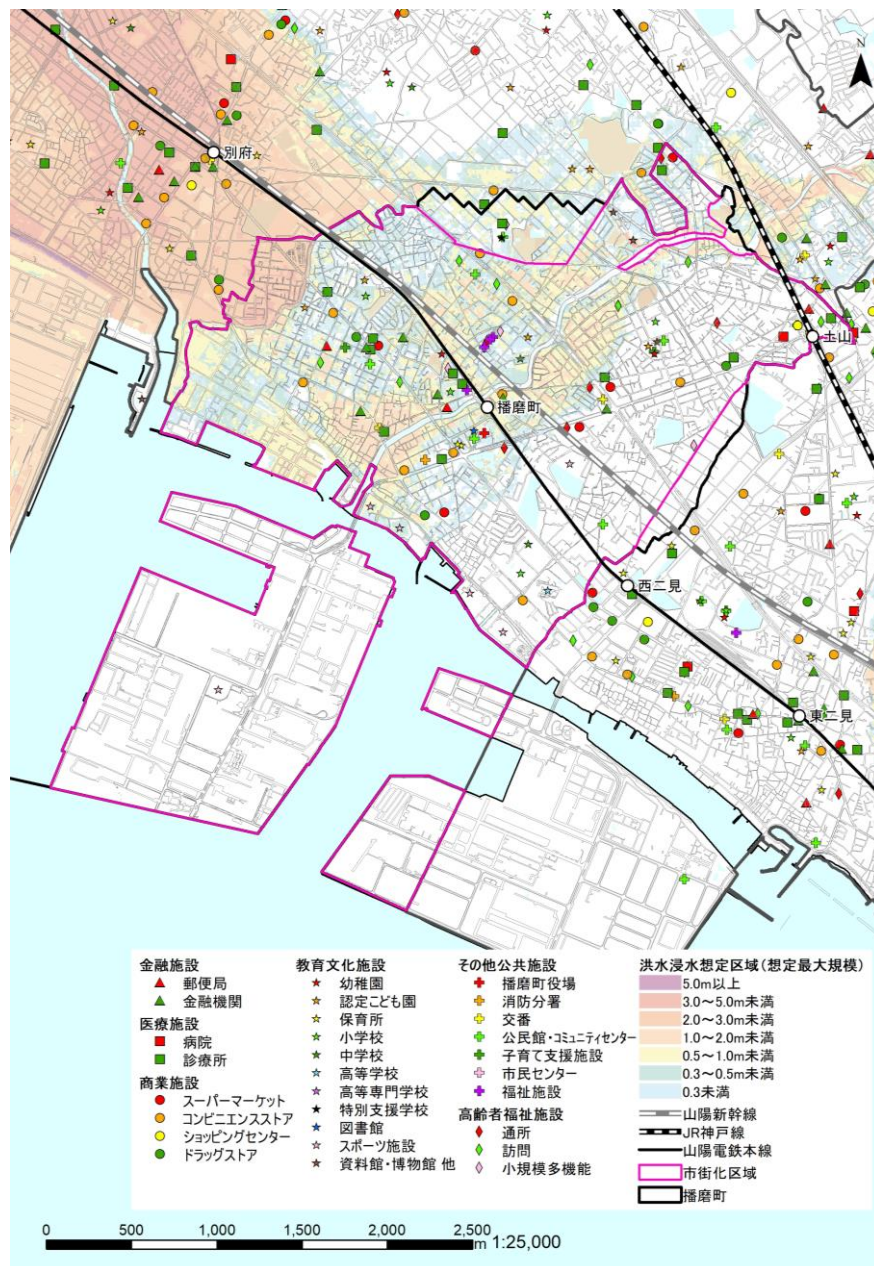 N
別府
土山
播磨町
西二見
東二見
金融施設
郵便局
金融機関
医療施設
病院
診療所
商業施設
スーパーマーケット
コンビニエンスストア
ショッピングセンター
ドラッグストア
教育文化施設
幼稚園
認定こども園
保育所
小学校
中学校
高等学校
高等専門学校
特別支援学校
図書館
スポーツ施設
資料館・博物館 他
その他公共施設
播磨町役場
消防分署
交番
公民館・コミュニティセンター
子育て支援施設
市民センター
福祉施設
高齢者福祉施設
通所
訪問
小規模多機能
洪水浸水想定区域(想定最大規模)
5.0m以上
3.0～5.0m未満
2.0～3.0m未満
1.0～2.0m未満
0.5～1.0m未満
0.3～0.5m未満
0.3未満
山陽新幹線
JR神戸線
山陽電鉄本線
市街化区域
播磨町
0 500 1,000 1,500 2,000 2,500
m 1:25,000